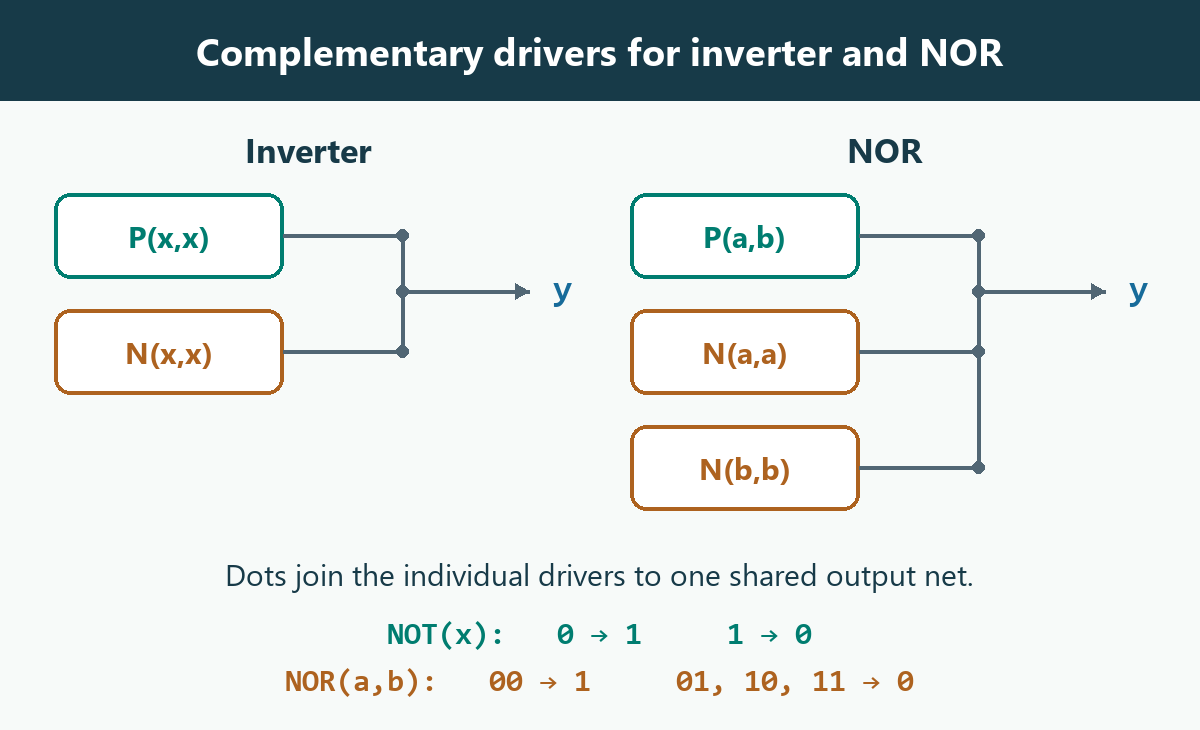 Complementary drivers for inverter and NOR
Inverter
NOR
P(x,x)
N(x,x)
y
P(a,b)
N(a,a)
N(b,b)
y
Dots join the individual drivers to one shared output net.
NOT(x): 0 → 1 1 → 0
NOR(a,b): 00 → 1 01, 10, 11 → 0